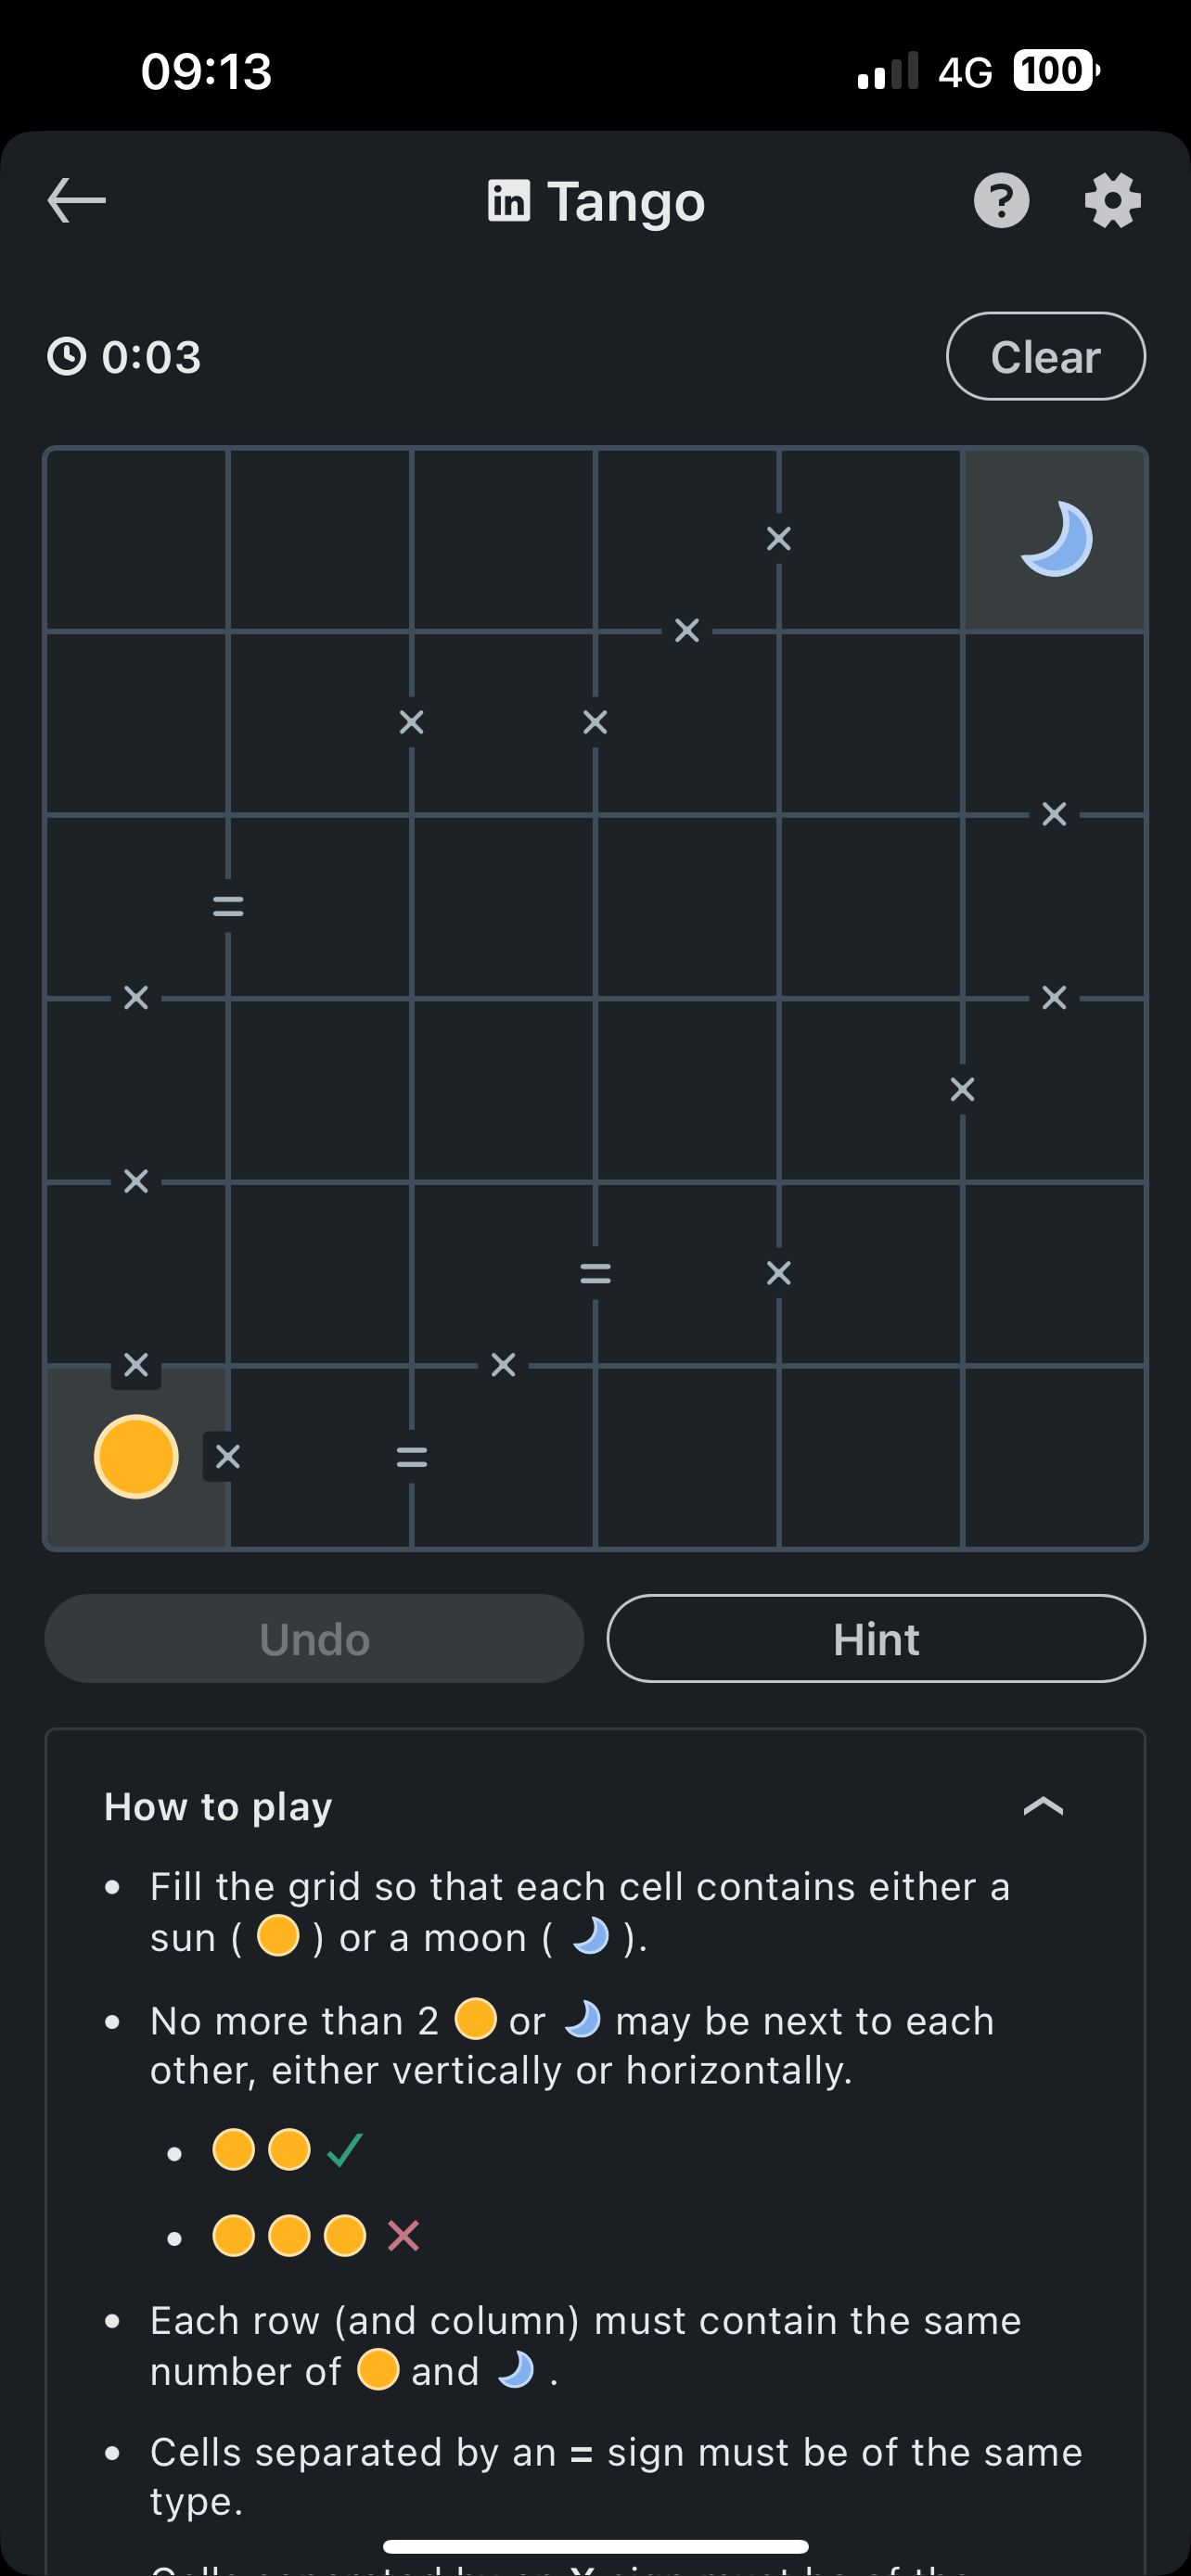 09:13
4G 100
in Tango ?
0:03
Clear
×
×
× ×
×
=
× ×
×
×
= ×
× ×
× =
Undo
Hint
How to play
• Fill the grid so that each cell contains either a
sun ( ) or a moon ( ).
• No more than 2 or may be next to each
other, either vertically or horizontally.
• Each row (and column) must contain the same
number of and .
• Cells separated by an = sign must be of the same
type.